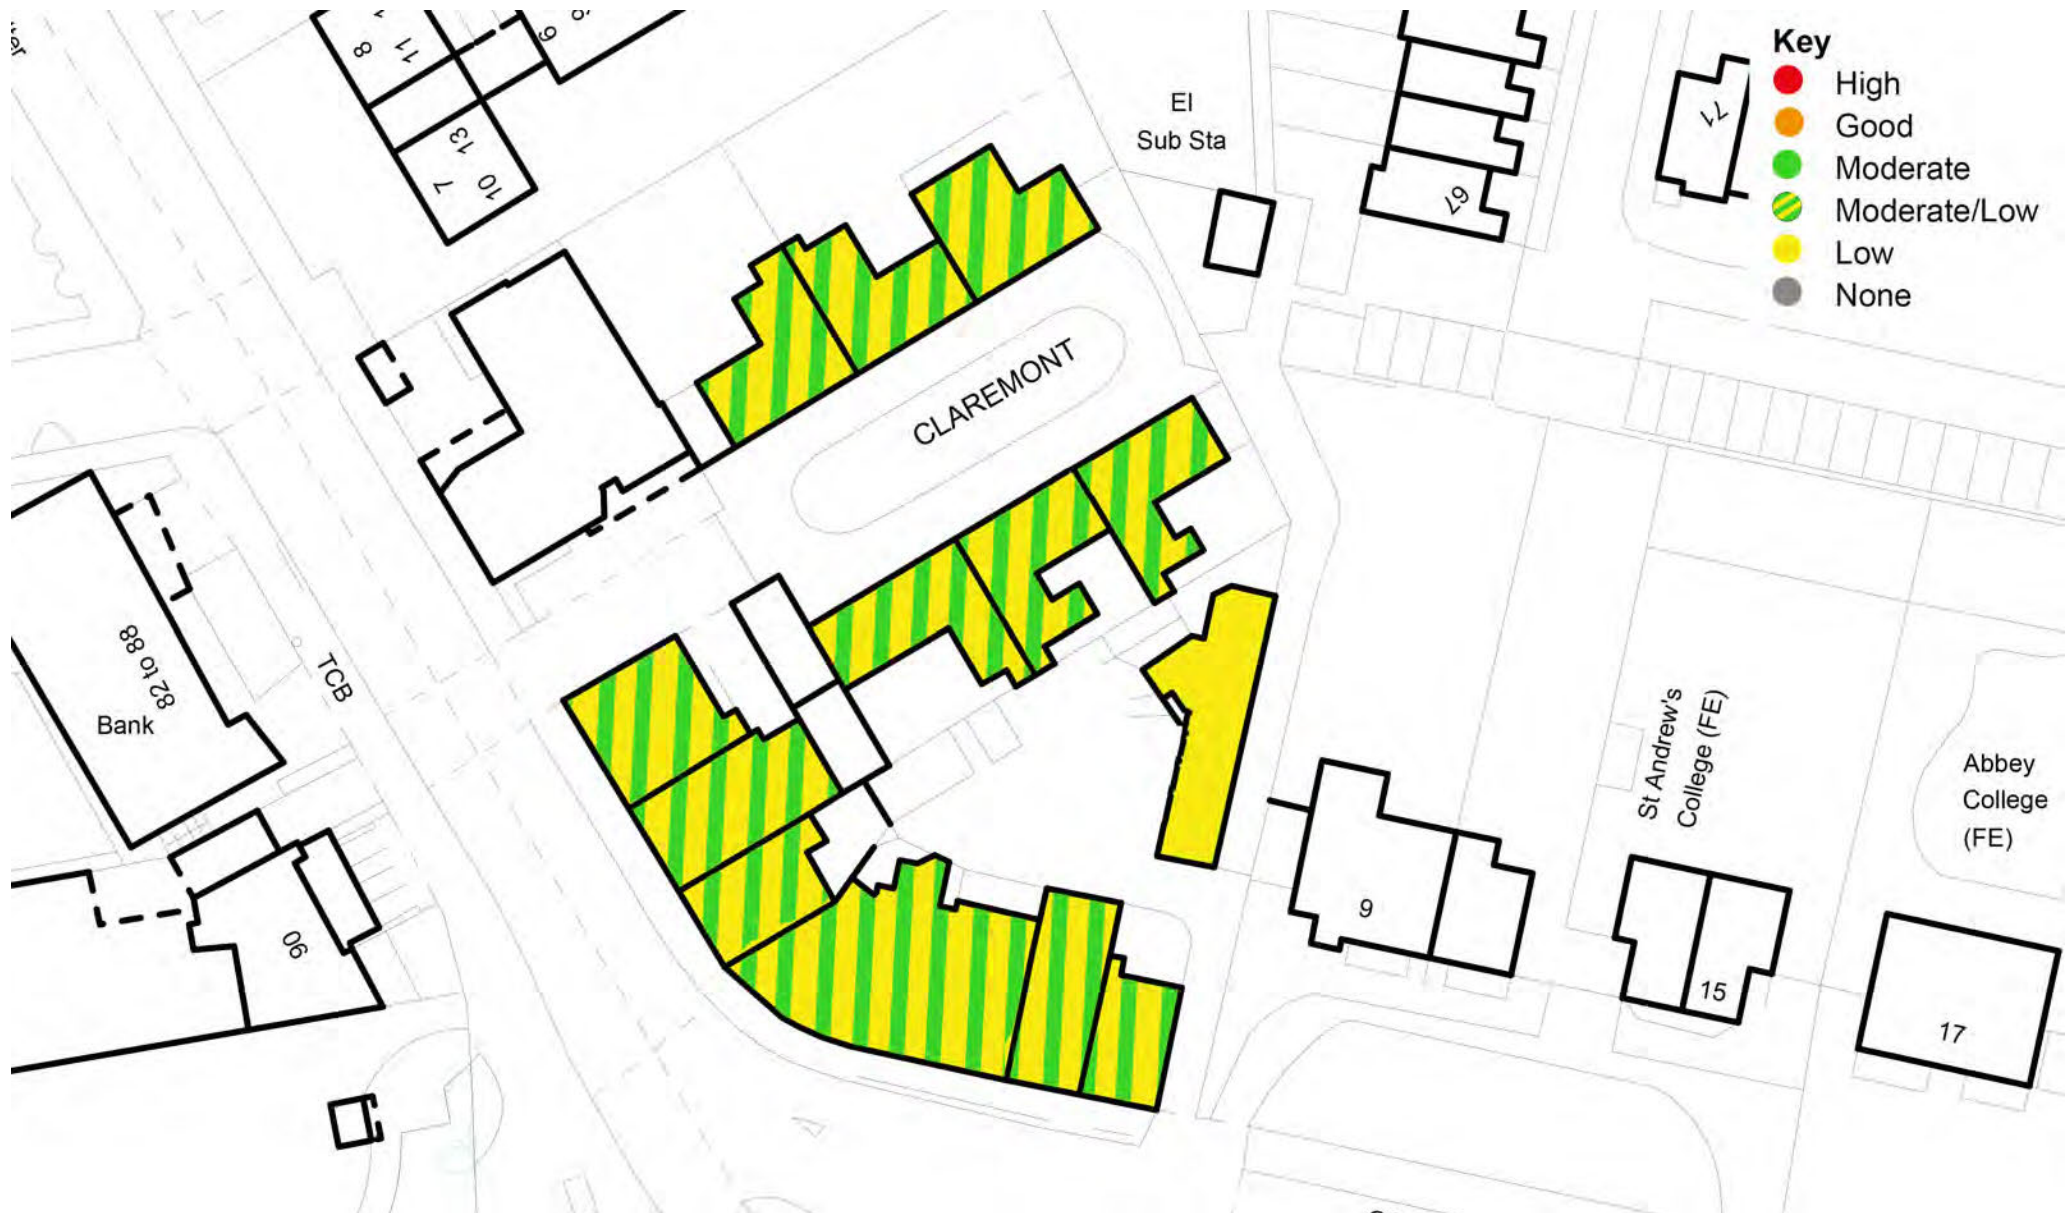 8
11
9
13
7
10
El
Sub Sta
67
71
Key
High
Good
Moderate
Moderate/Low
Low
None
CLAREMONT
82 to 88
TCB
Bank
90
9
St Andrew's
College (FE)
15
Abbey
College
(FE)
17